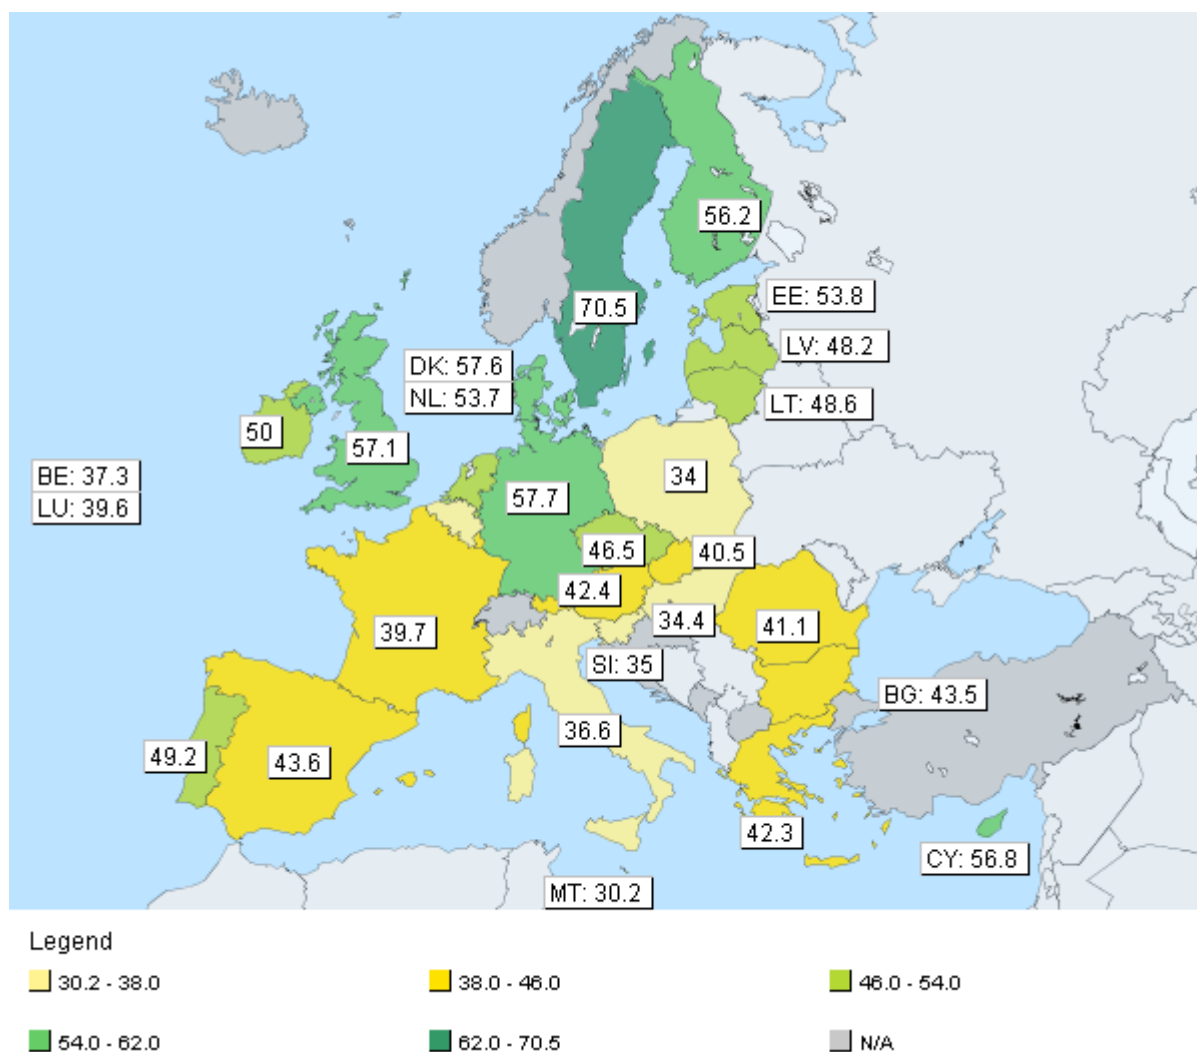 56.2
EE: 53.8
70.5
LV: 48.2
DK: 57.6
NL: 53.7
LT: 48.6
50
57.1
34
BE: 37.3
LU: 39.6
57.7
46.5
40.5
42.4
39.7
34.4
41.1
SI: 35
BG: 43.5
36.6
49.2
43.6
42.3
CY: 56.8
MT: 30.2
Legend
30.2 - 38.0
38.0 - 46.0
46.0 - 54.0
54.0 - 62.0
62.0 - 70.5
N/A